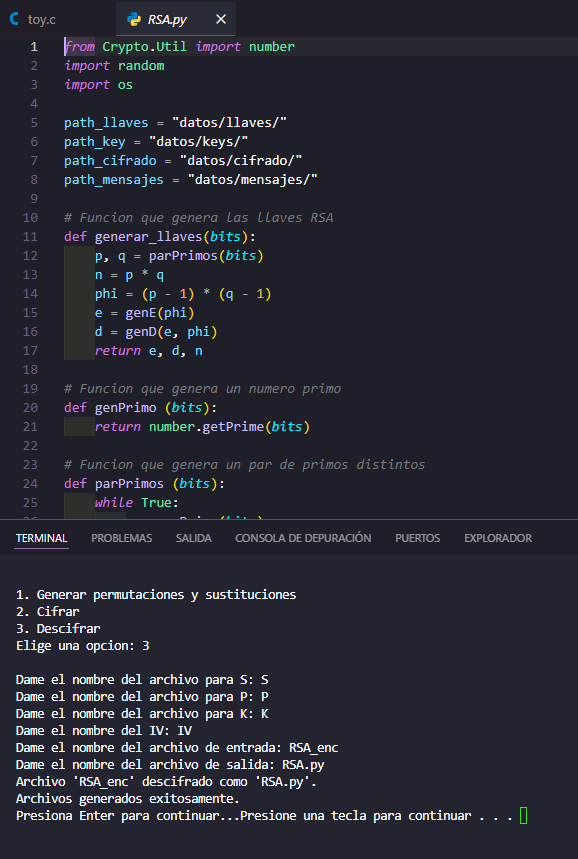 toy.c
RSA.py
1 from Crypto.Util import number
2 import random
3 import os
4
5 path_llaves = "datos/llaves/"
6 path_key = "datos/keys/"
7 path_cifrado = "datos/cifrado/"
8 path_mensajes = "datos/mensajes/"
9
10 # Funcion que genera las llaves RSA
11 def generar_llaves(bits):
12 p, q = parPrimos(bits)
13 n = p * q
14 phi = (p - 1) * (q - 1)
15 e = genE(phi)
16 d = genD(e, phi)
17 return e, d, n
18
19 # Funcion que genera un numero primo
20 def genPrimo (bits):
21 return number.getPrime(bits)
22
23 # Funcion que genera un par de primos distintos
24 def parPrimos (bits):
25 while True:
TERMINAL PROBLEMAS SALIDA CONSOLA DE DEPURACIÓN PUERTOS EXPLORADOR
1. Generar permutaciones y sustituciones
2. Cifrar
3. Descifrar
Elige una opcion: 3
Dame el nombre del archivo para S: S
Dame el nombre del archivo para P: P
Dame el nombre del archivo para K: K
Dame el nombre del IV: IV
Dame el nombre del archivo de entrada: RSA_enc
Dame el nombre del archivo de salida: RSA.py
Archivo 'RSA_enc' descifrado como 'RSA.py'.
Archivos generados exitosamente.
Presiona Enter para continuar...Presione una tecla para continuar . . .